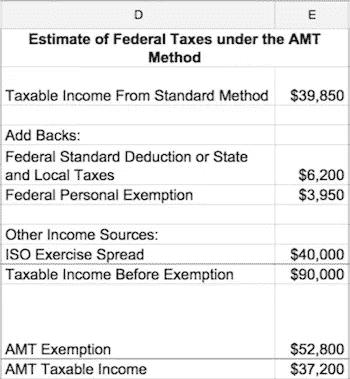 D E
Estimate of Federal Taxes under the AMT
Method
Taxable Income From Standard Method $39,850
Add Backs:
Federal Standard Deduction or State
and Local Taxes $6,200
Federal Personal Exemption $3,950
Other Income Sources:
ISO Exercise Spread $40,000
Taxable Income Before Exemption $90,000
AMT Exemption $52,800
AMT Taxable Income $37,200